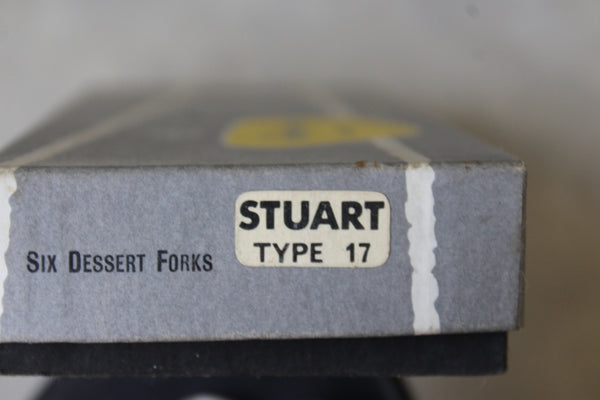 STUART
TYPE 17
SIX DESSERT FORKS